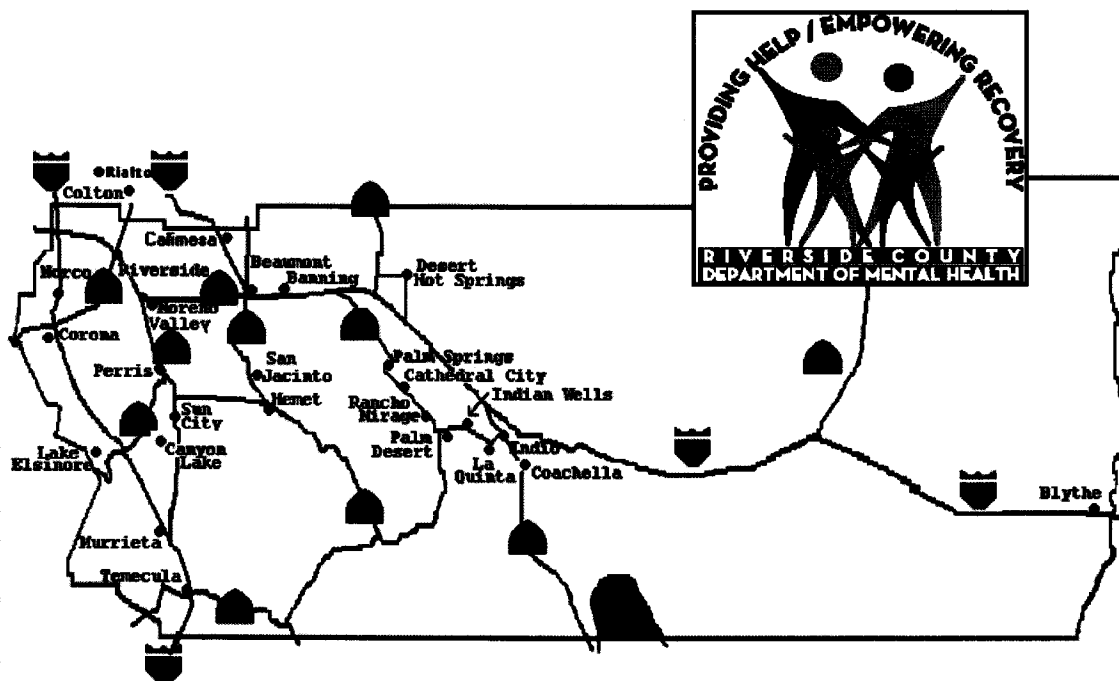 PROVIDING HELP / EMPOWERING RECOVERY
RIVERSIDE COUNTY
DEPARTMENT OF MENTAL HEALTH
Rialto
Colton
Calimesa
Norco
Riverside
Beaumont
Banning
Desert
Hot Springs
Moreno
Valley
Corona
Perris
San
Jacinto
Hemet
Palm Springs
Cathedral City
Indian Wells
Rancho
Mirage
Sun
City
Palm
Desert
Indio
Lake
Elsinore
Canyon
Lake
La
Quinta
Coachella
Blythe
Murrieta
Temecula